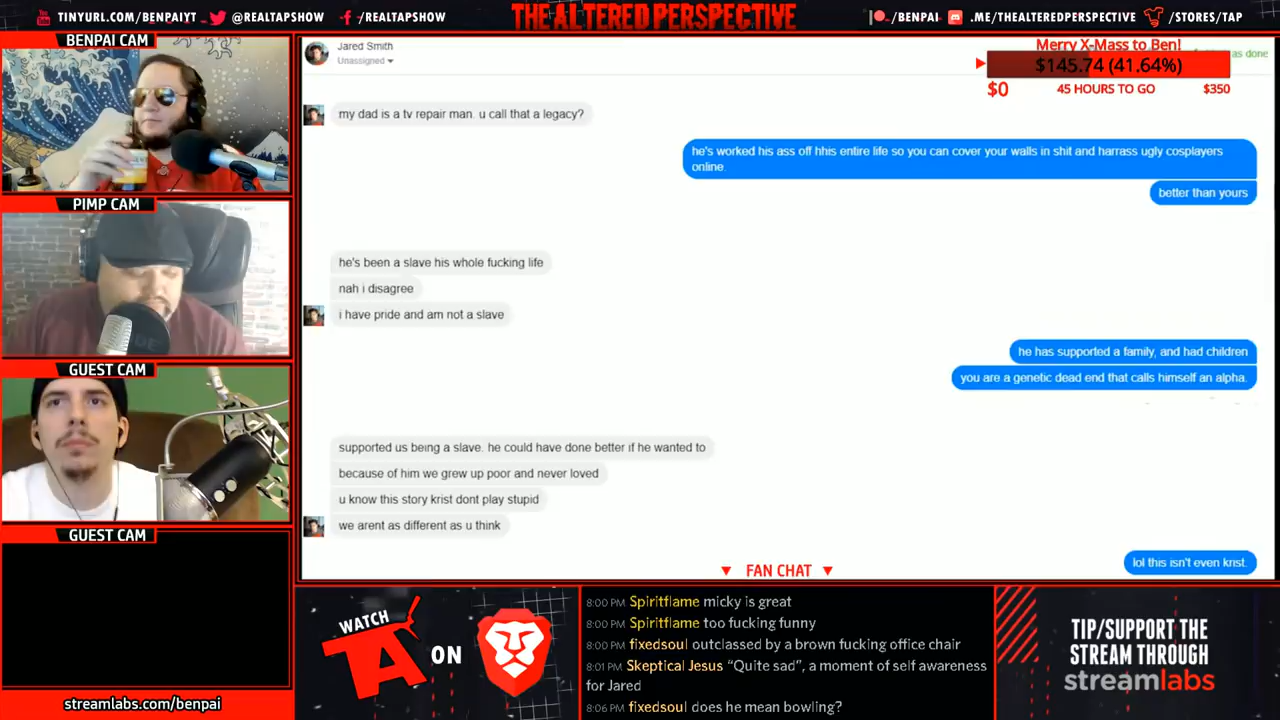 TINYURL.COM/BENPAIYT
@REALTAPSHOW
/REALTAPSHOW
THE ALTERED PERSPECTIVE
/BENPAI
.ME/THEALTEREDPERSPECTIVE
/STORES/TAP
BENPAI CAM
PIMP CAM
GUEST CAM
GUEST CAM
streamlabs.com/benpai
Jared Smith
Unassigned
as done
Merry X-Mass to Ben!
$145.74 (41.64%)
$0
45 HOURS TO GO
$350
my dad is a tv repair man. u call that a legacy?
he's worked his ass off hhis entire life so you can cover your walls in shit and harrass ugly cosplayers
online.
better than yours
he's been a slave his whole fucking life
nah i disagree
i have pride and am not a slave
he has supported a family, and had children
you are a genetic dead end that calls himself an alpha.
supported us being a slave. he could have done better if he wanted to
because of him we grew up poor and never loved
u know this story krist dont play stupid
we arent as different as u think
lol this isn't even krist.
FAN CHAT
WATCH
TA
ON
8:00 PM Spiritflame micky is great
8:00 PM Spiritflame too fucking funny
8:00 PM fixedsoul outclassed by a brown fucking office chair
8:01 PM Skeptical Jesus “Quite sad”, a moment of self awareness
for Jared
8:06 PM fixedsoul does he mean bowling?
TIP/SUPPORT THE
STREAM THROUGH
streamlabs